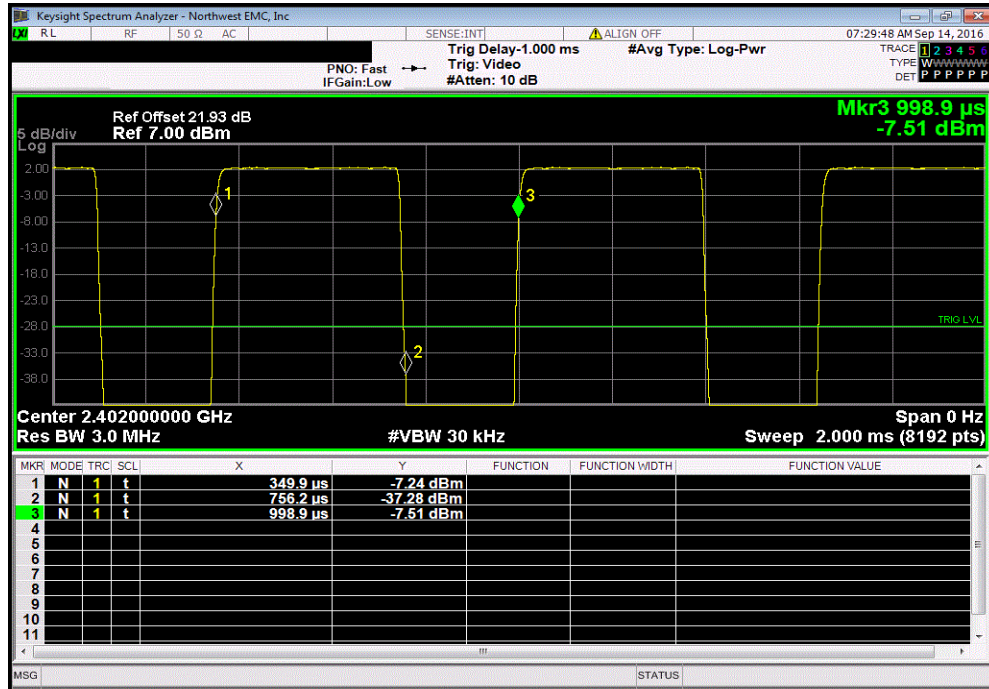 Keysight Spectrum Analyzer - Northwest EMC, Inc
LXI RL RF 50 Ω AC SENSE:INT ALIGN OFF 07:29:48 AM Sep 14, 2016
Trig Delay-1.000 ms #Avg Type: Log-Pwr TRACE 1 2 3 4 5 6
PNO: Fast Trig: Video TYPE WWWWWW
IFGain:Low #Atten: 10 dB DET P P P P P P
Mkr3 998.9 µs
-7.51 dBm
Ref Offset 21.93 dB
5 dB/div Ref 7.00 dBm
Log
2.00
-3.00
1 3
-8.00
-13.0
-18.0
-23.0
-28.0
TRIG LVL
-33.0
2
-38.0
Center 2.402000000 GHz Span 0 Hz
Res BW 3.0 MHz #VBW 30 kHz Sweep 2.000 ms (8192 pts)
MKR MODE TRC SCL X Y FUNCTION FUNCTION WIDTH FUNCTION VALUE
1 N 1 t 349.9 µs -7.24 dBm
2 N 1 t 756.2 µs -37.28 dBm
3 N 1 t 998.9 µs -7.51 dBm
4
5
6
7
8
9
10
11
MSG STATUS